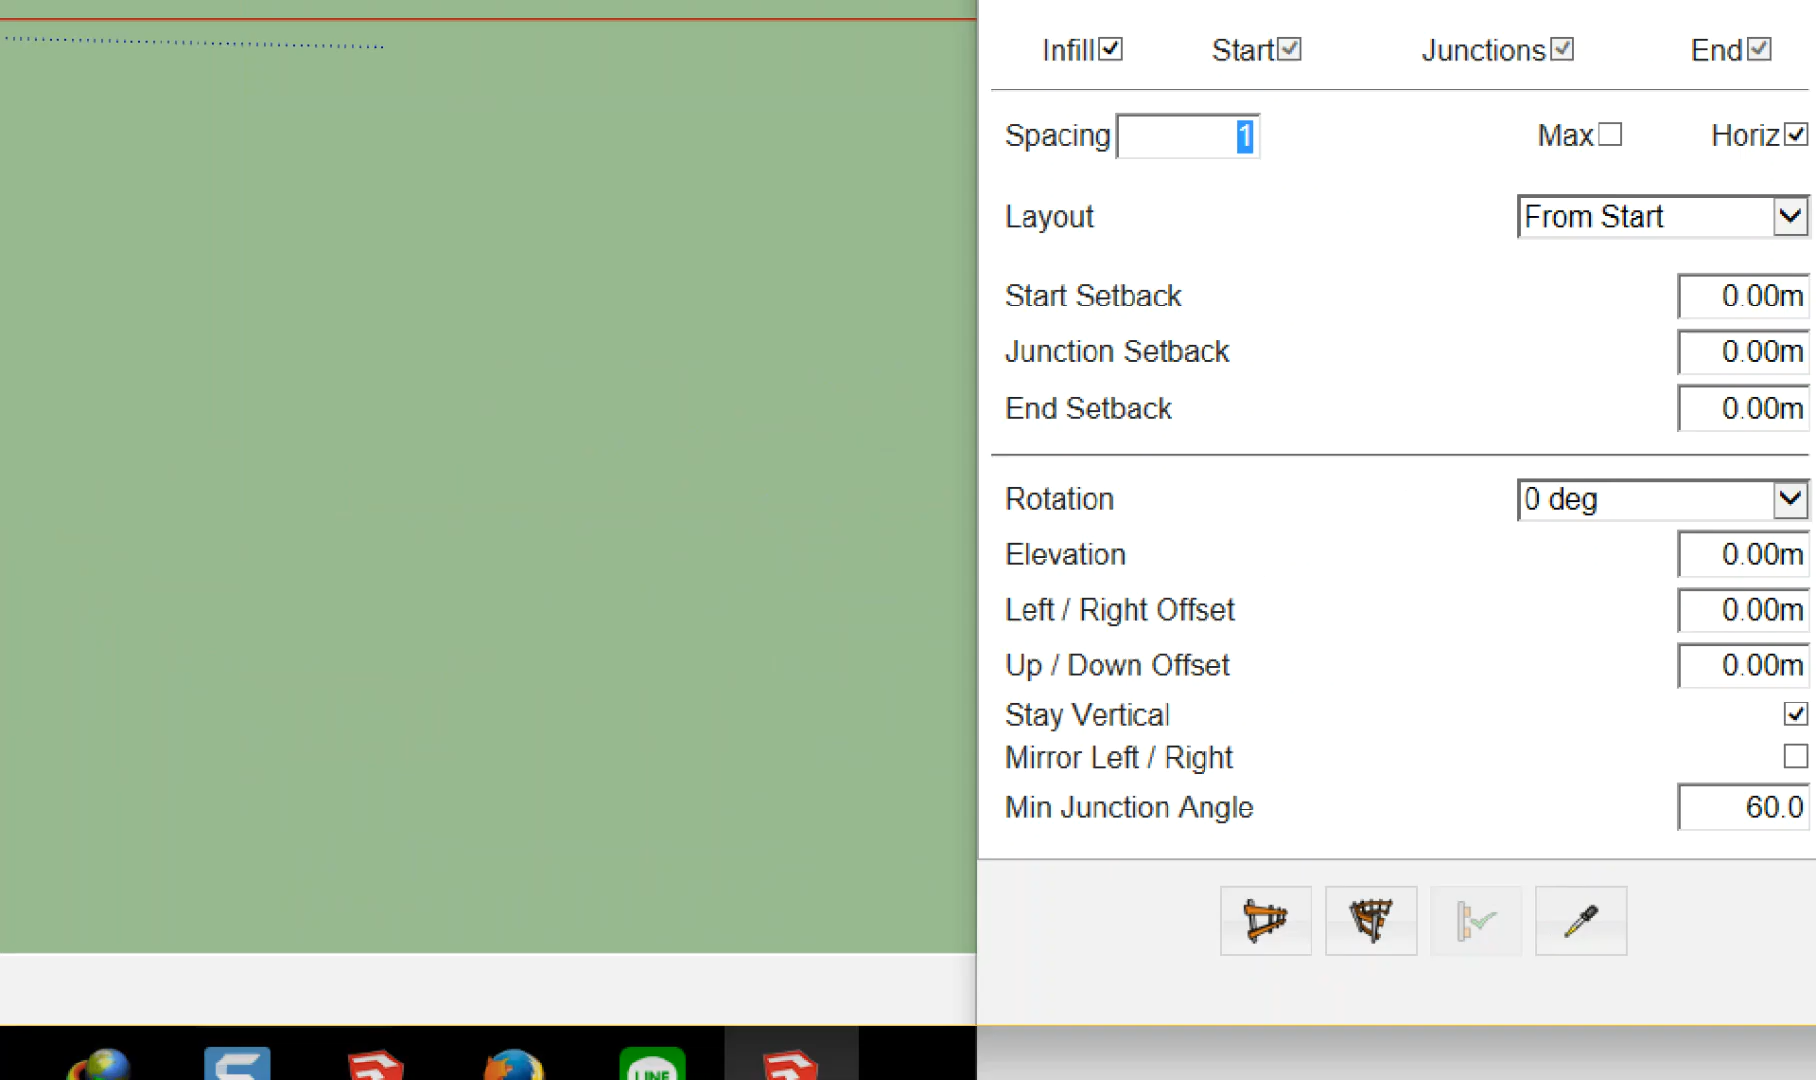 Infill Start Junctions End
Spacing 1 Max Horiz
Layout From Start
Start Setback 0.00m
Junction Setback 0.00m
End Setback 0.00m
Rotation 0 deg
Elevation 0.00m
Left / Right Offset 0.00m
Up / Down Offset 0.00m
Stay Vertical
Mirror Left / Right
Min Junction Angle 60.0
LINE